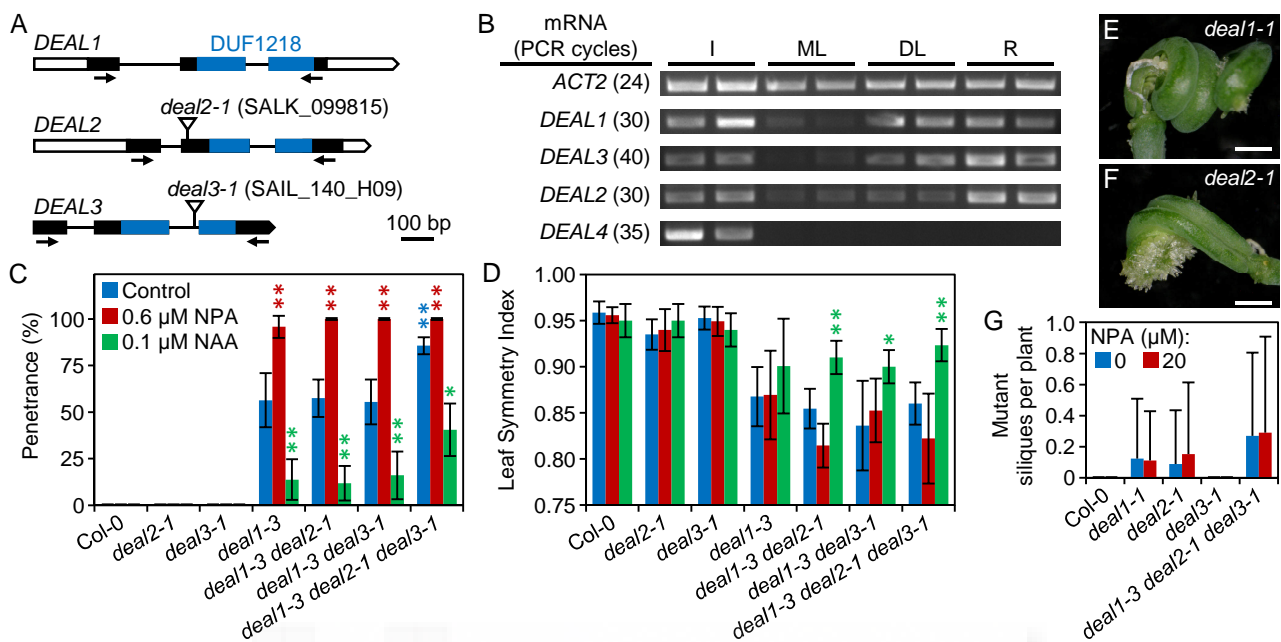 A
DEAL1
DUF1218
deal2-1 (SALK_099815)
DEAL2
deal3-1 (SAIL_140_H09)
DEAL3
100 bp
B
mRNA
(PCR cycles)
I ML DL R
ACT2 (24)
DEAL1 (30)
DEAL3 (40)
DEAL2 (30)
DEAL4 (35)
E
deal1-1
F
deal2-1
C
Control
0.6 µM NPA
0.1 µM NAA
Penetrance (%)
100
75
50
25
0
** ** ** ** ** ** ** ** *
Col-0
deal2-1
deal3-1
deal1-3
deal1-3 deal2-1
deal1-3 deal3-1
deal1-3 deal2-1 deal3-1
D
Leaf Symmetry Index
1.00
0.95
0.90
0.85
0.80
0.75
** * **
Col-0
deal2-1
deal3-1
deal1-3
deal1-3 deal2-1
deal1-3 deal3-1
deal1-3 deal2-1 deal3-1
G
NPA (µM):
0 20
Mutant
siliques per plant
1.0
0.8
0.6
0.4
0.2
0
Col-0
deal1-1
deal2-1
deal3-1
deal1-3 deal2-1 deal3-1